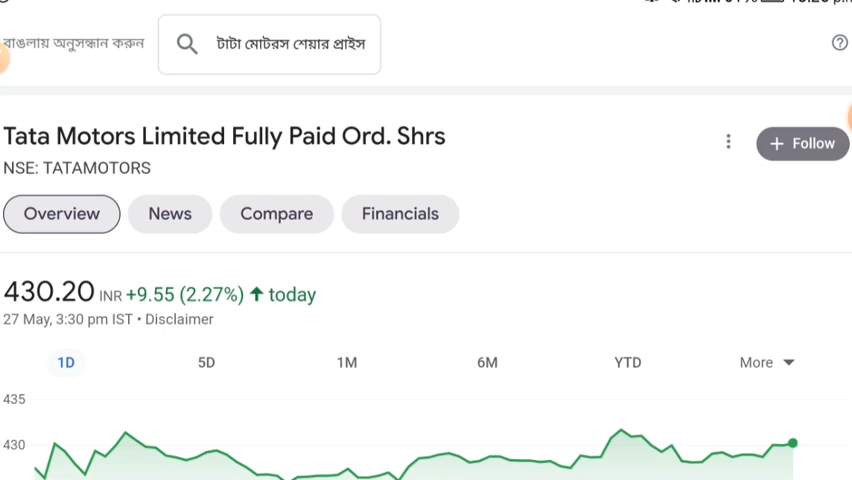 বাঙলায় অনুসন্ধান করুন
টাটা মোটরস শেয়ার প্রাইস
Tata Motors Limited Fully Paid Ord. Shrs
Follow
NSE: TATAMOTORS
Overview News Compare Financials
430.20 INR +9.55 (2.27%) ↑ today
27 May, 3:30 pm IST • Disclaimer
1D 5D 1M 6M YTD More
435
430